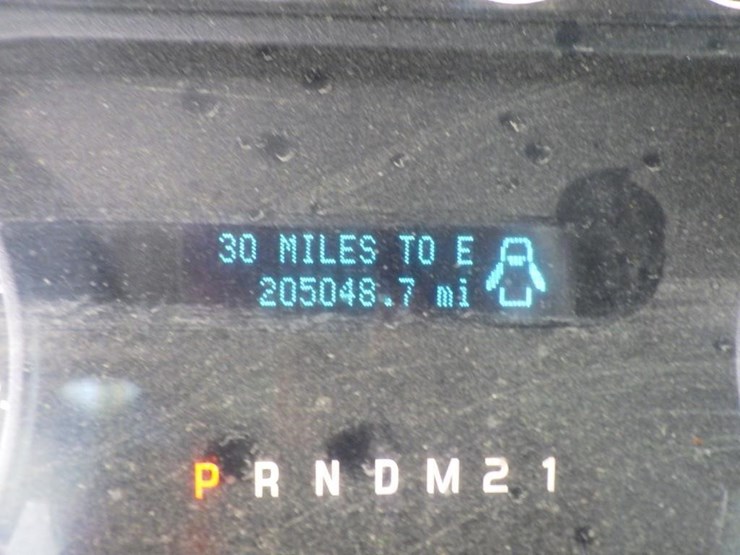 30 MILES TO E
205048.7 mi
P R N D M 2 1